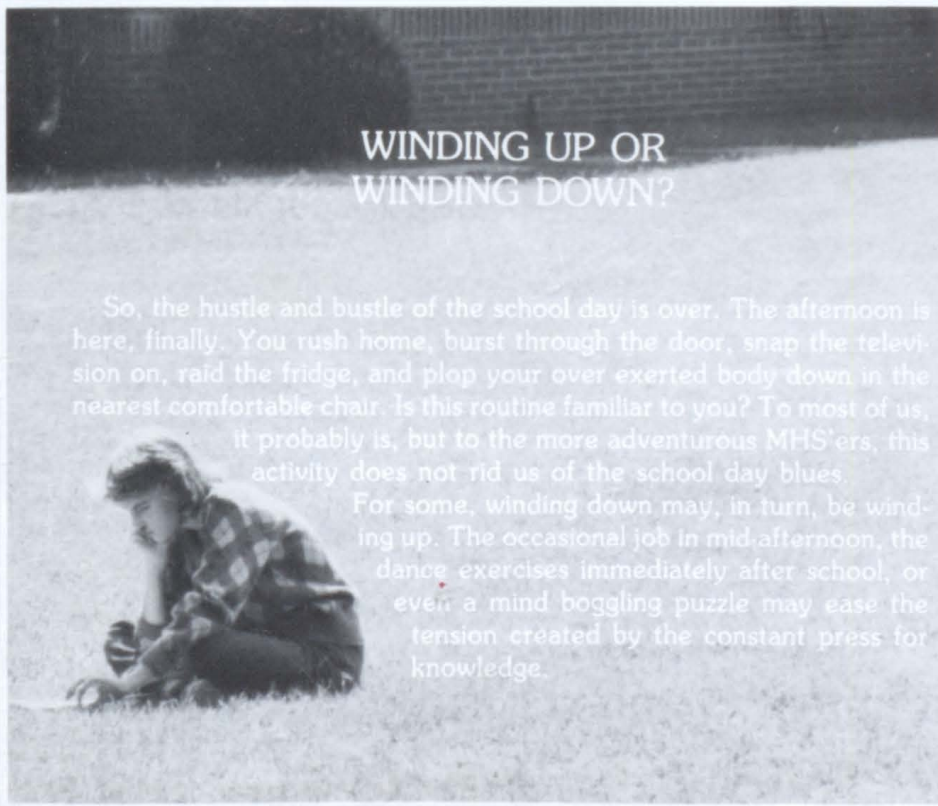 WINDING UP OR
WINDING DOWN?
So, the hustle and bustle of the school day is over. The afternoon is
here, finally. You rush home, burst through the door, snap the televi-
sion on, raid the fridge, and plop your over exerted body down in the
nearest comfortable chair. Is this routine familiar to you? To most of us,
it probably is, but to the more adventurous MHS'ers, this
activity does not rid us of the school day blues.
For some, winding down may, in turn, be wind-
ing up. The occasional job in mid-afternoon, the
dance exercises immediately after school, or
even a mind boggling puzzle may ease the
tension created by the constant press for
knowledge.